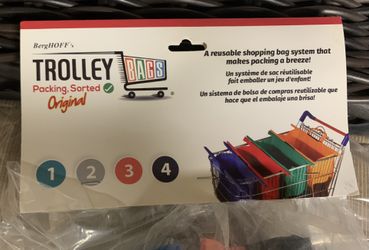 BergHOFF's
TROLLEY
BAGS
Packing, Sorted
Original
A reusable shopping bag system that
makes packing a breeze!
Un système de sac réutilisable
fait emballer un jeu d'enfant!
Un sistema de bolsa de compras reutilizable que
hace que el embalaje una brisa!
1
2
3
4